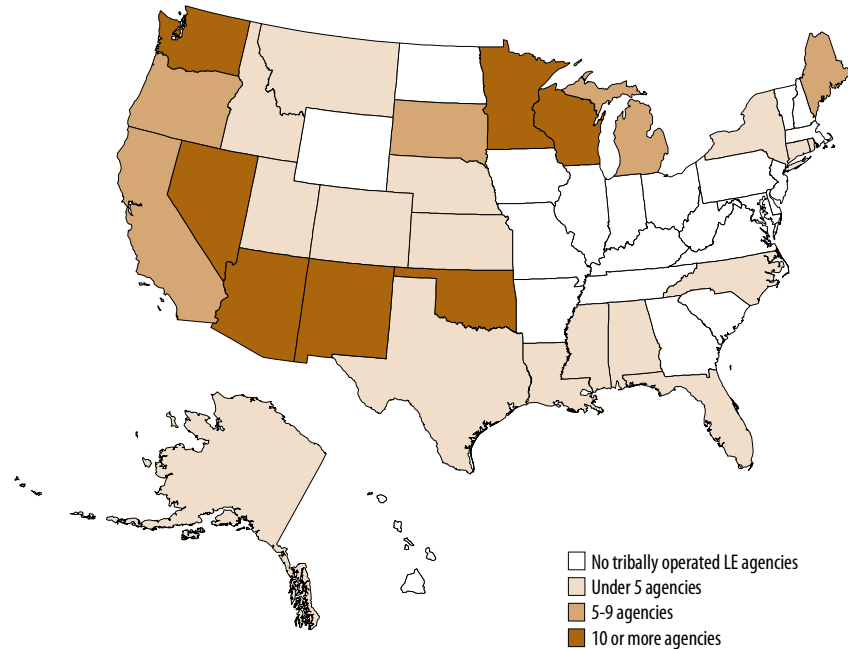 No tribally operated LE agencies
Under 5 agencies
5-9 agencies
10 or more agencies